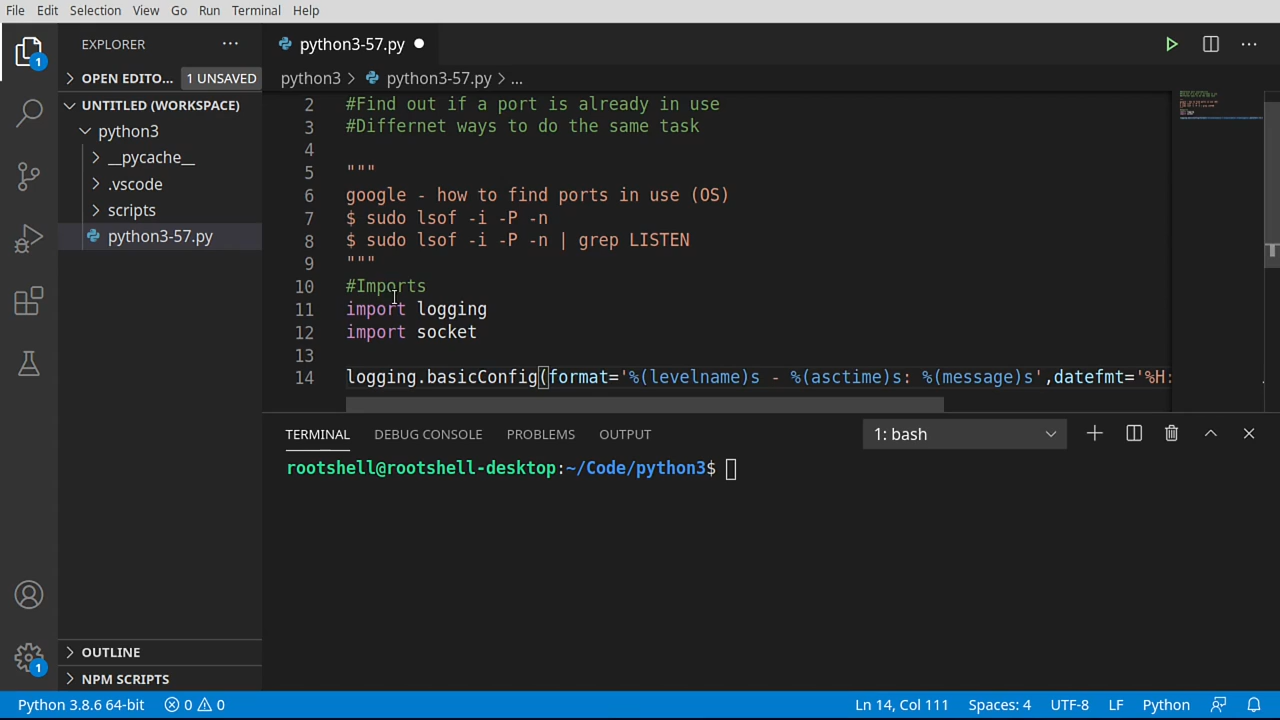 File Edit Selection View Go Run Terminal Help
EXPLORER
python3-57.py
OPEN EDITO... 1 UNSAVED
python3 > python3-57.py > ...
UNTITLED (WORKSPACE)
python3
__pycache__
.vscode
scripts
python3-57.py
2 #Find out if a port is already in use
3 #Differnet ways to do the same task
4
5 """
6 google - how to find ports in use (OS)
7 $ sudo lsof -i -P -n
8 $ sudo lsof -i -P -n | grep LISTEN
9 """
10 #Imports
11 import logging
12 import socket
13
14 logging.basicConfig(format='%(levelname)s - %(asctime)s: %(message)s',datefmt='%H:
TERMINAL DEBUG CONSOLE PROBLEMS OUTPUT 1: bash
rootshell@rootshell-desktop:~/Code/python3$
OUTLINE
NPM SCRIPTS
1
1
Python 3.8.6 64-bit 0 0 Ln 14, Col 111 Spaces: 4 UTF-8 LF Python